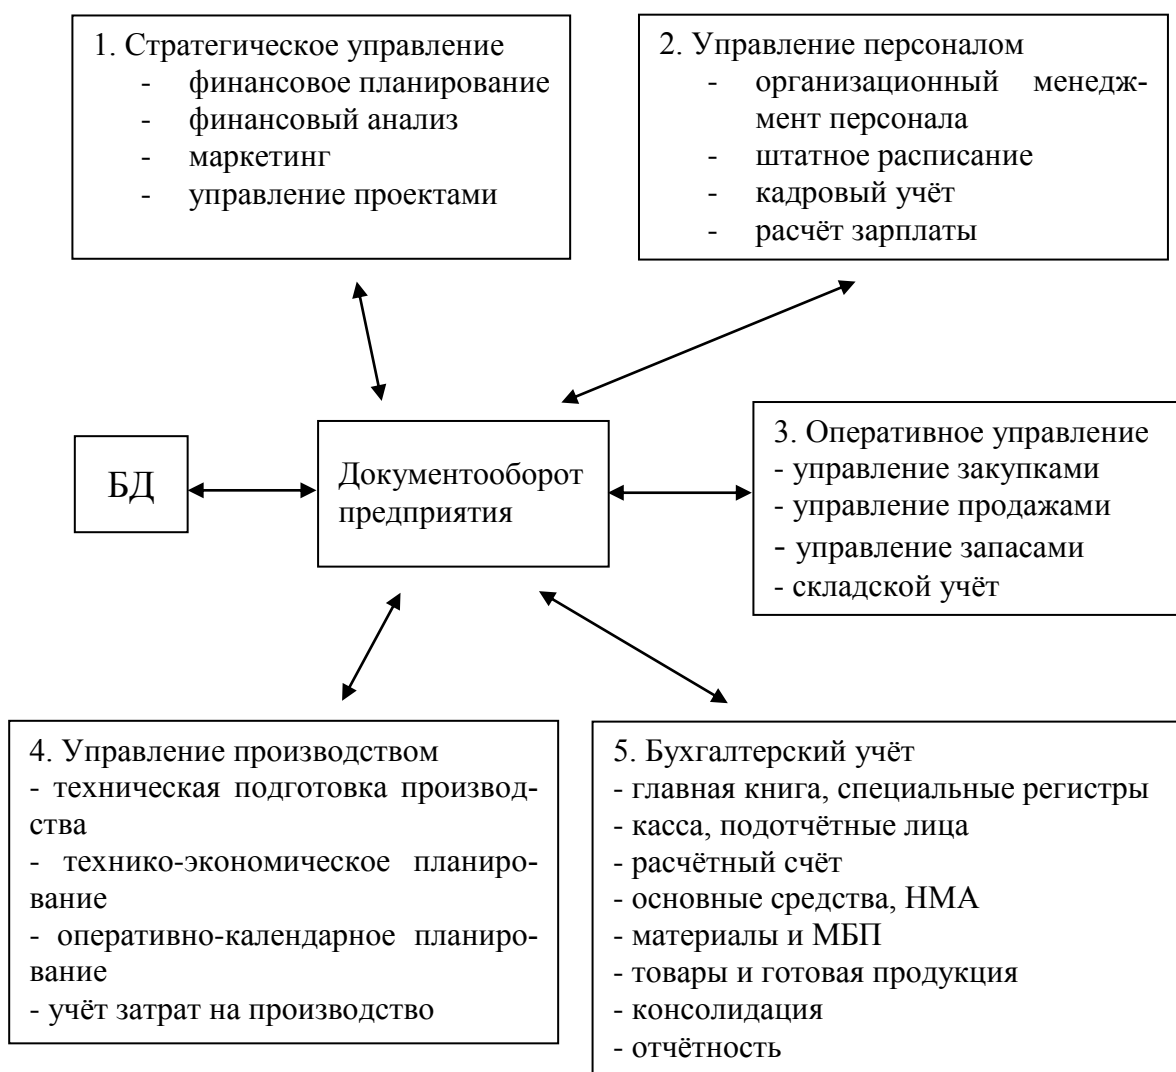 1. Стратегическое управление
- финансовое планирование
- финансовый анализ
- маркетинг
- управление проектами
2. Управление персоналом
- организационный менедж-
мент персонала
- штатное расписание
- кадровый учёт
- расчёт зарплаты
БД
Документооборот
предприятия
3. Оперативное управление
- управление закупками
- управление продажами
- управление запасами
- складской учёт
4. Управление производством
- техническая подготовка производ-
ства
- технико-экономическое планиро-
вание
- оперативно-календарное планиро-
вание
- учёт затрат на производство
5. Бухгалтерский учёт
- главная книга, специальные регистры
- касса, подотчётные лица
- расчётный счёт
- основные средства, НМА
- материалы и МБП
- товары и готовая продукция
- консолидация
- отчётность